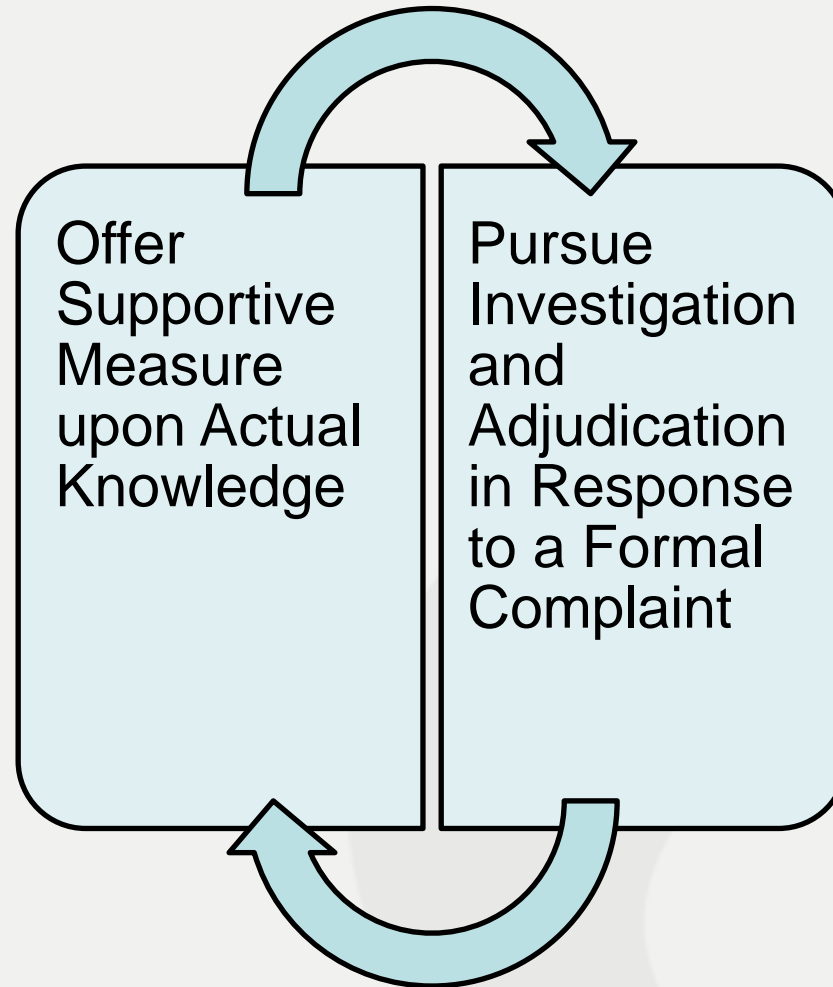 Offer
Supportive
Measure
upon Actual
Knowledge
Pursue
Investigation
and
Adjudication
in Response
to a Formal
Complaint